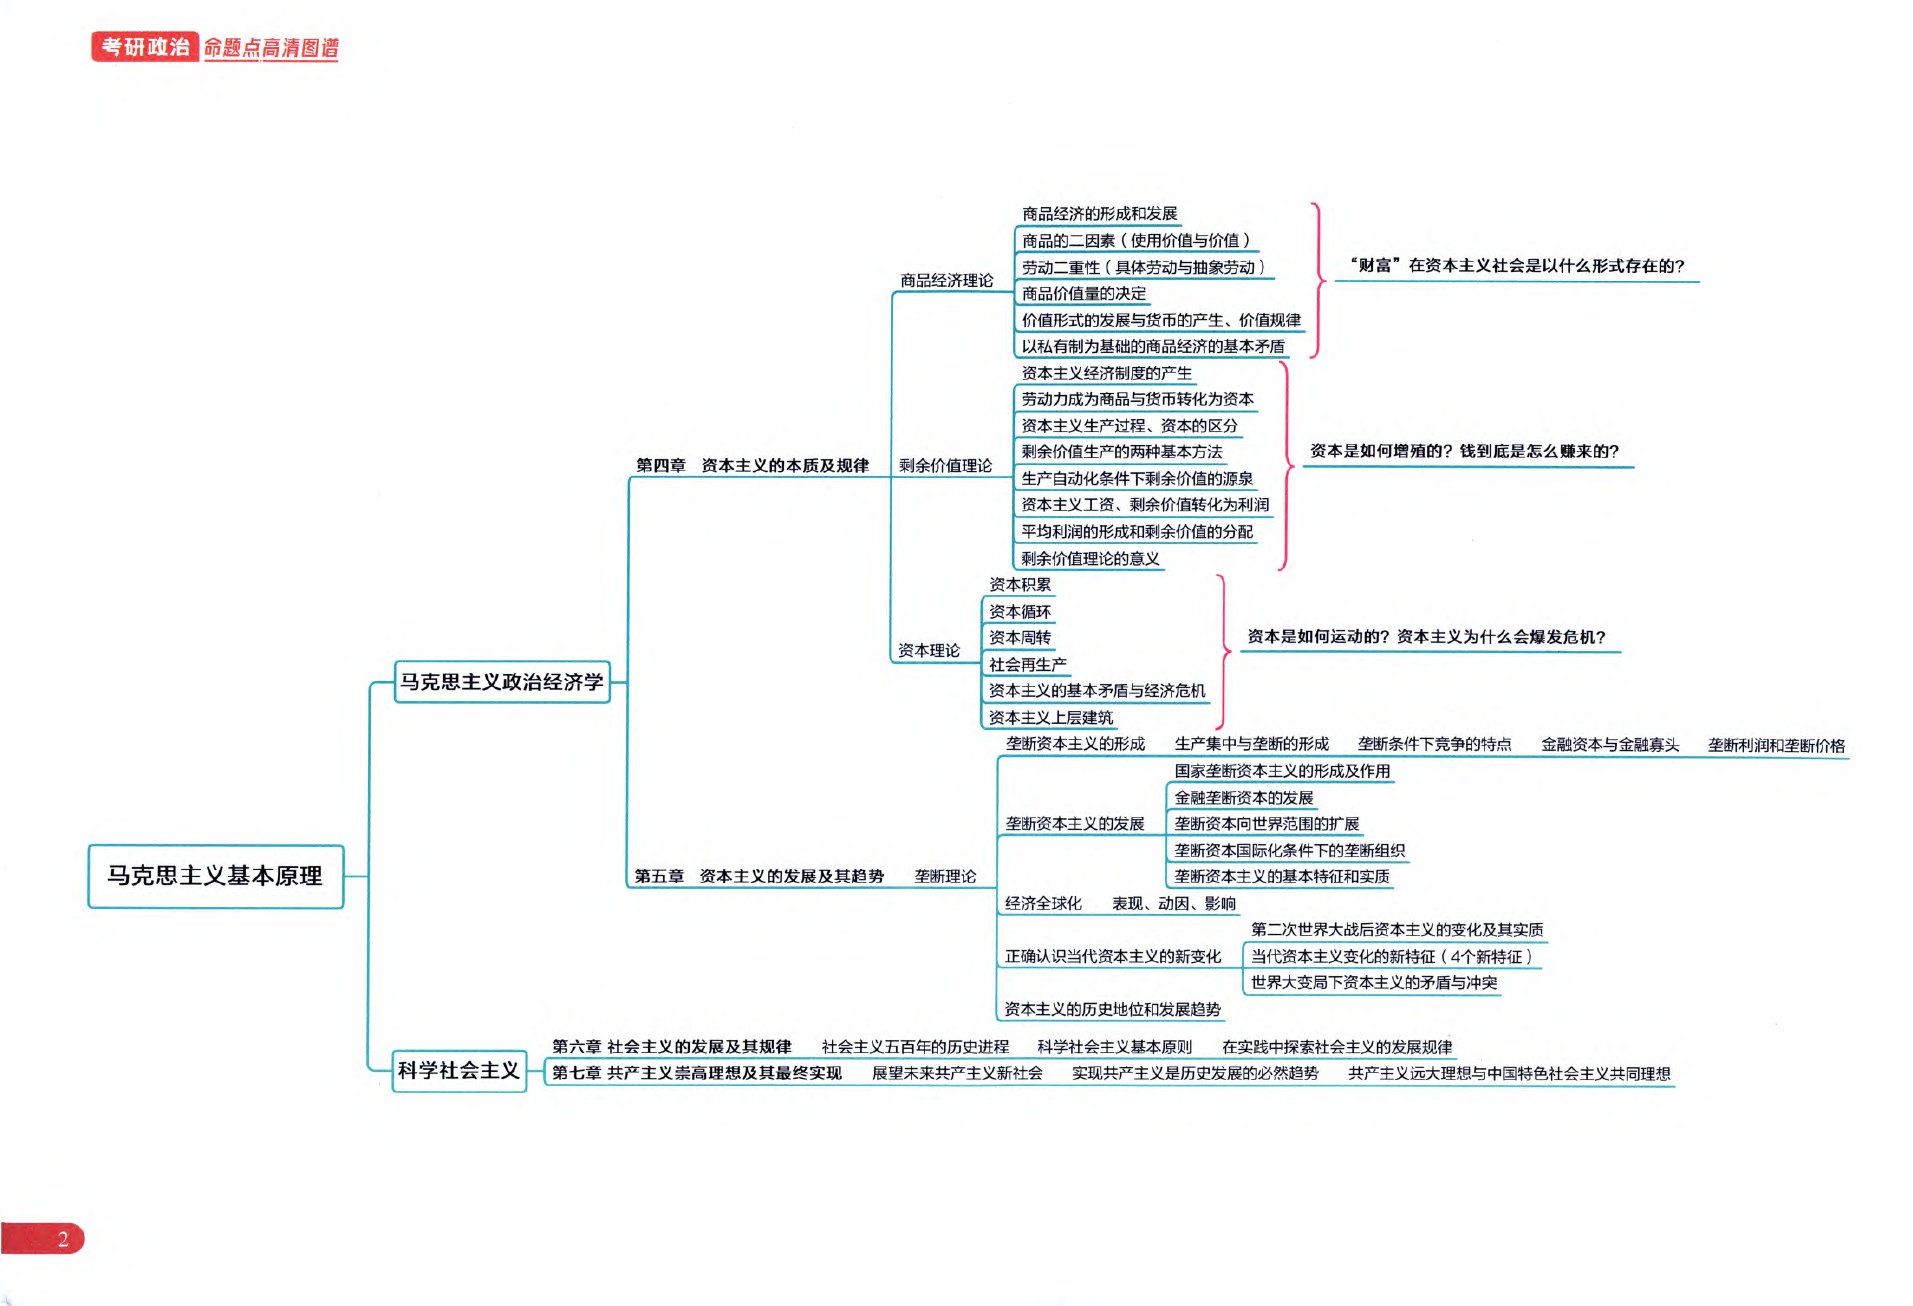 考研政治 命题点高清图谱
商品经济的形成和发展
商品的二因素（使用价值与价值）
劳动二重性（具体劳动与抽象劳动）
“财富”在资本主义社会是以什么形式存在的？
商品经济理论
商品价值量的决定
价值形式的发展与货币的产生、价值规律
以私有制为基础的商品经济的基本矛盾
资本主义经济制度的产生
劳动力成为商品与货币转化为资本
资本主义生产过程、资本的区分
剩余价值生产的两种基本方法
资本是如何增殖的？钱到底是怎么赚来的？
第四章 资本主义的本质及规律
剩余价值理论
生产自动化条件下剩余价值的源泉
资本主义工资、剩余价值转化为利润
平均利润的形成和剩余价值的分配
剩余价值理论的意义
资本积累
资本循环
资本周转
资本是如何运动的？资本主义为什么会爆发危机？
资本理论
社会再生产
资本主义的基本矛盾与经济危机
资本主义上层建筑
马克思主义政治经济学
垄断资本主义的形成 生产集中与垄断的形成 垄断条件下竞争的特点 金融资本与金融寡头 垄断利润和垄断价格
国家垄断资本主义的形成及作用
金融垄断资本的发展
垄断资本主义的发展
垄断资本向世界范围的扩展
垄断资本国际化条件下的垄断组织
垄断资本主义的基本特征和实质
马克思主义基本原理
第五章 资本主义的发展及其趋势 垄断理论
经济全球化 表现、动因、影响
第二次世界大战后资本主义的变化及其实质
正确认识当代资本主义的新变化
当代资本主义变化的新特征（4个新特征）
世界大变局下资本主义的矛盾与冲突
资本主义的历史地位和发展趋势
科学社会主义
第六章 社会主义的发展及其规律 社会主义五百年的历史进程 科学社会主义基本原则 在实践中探索社会主义的发展规律
第七章 共产主义崇高理想及其最终实现 展望未来共产主义新社会 实现共产主义是历史发展的必然趋势 共产主义远大理想与中国特色社会主义共同理想
2